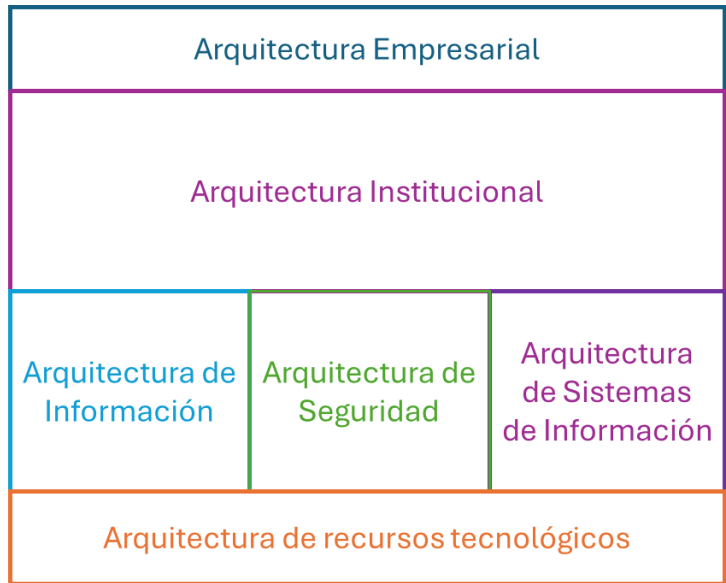 Arquitectura Empresarial
Arquitectura Institucional
Arquitectura de
Información
Arquitectura de
Seguridad
Arquitectura
de Sistemas
de Información
Arquitectura de recursos tecnológicos